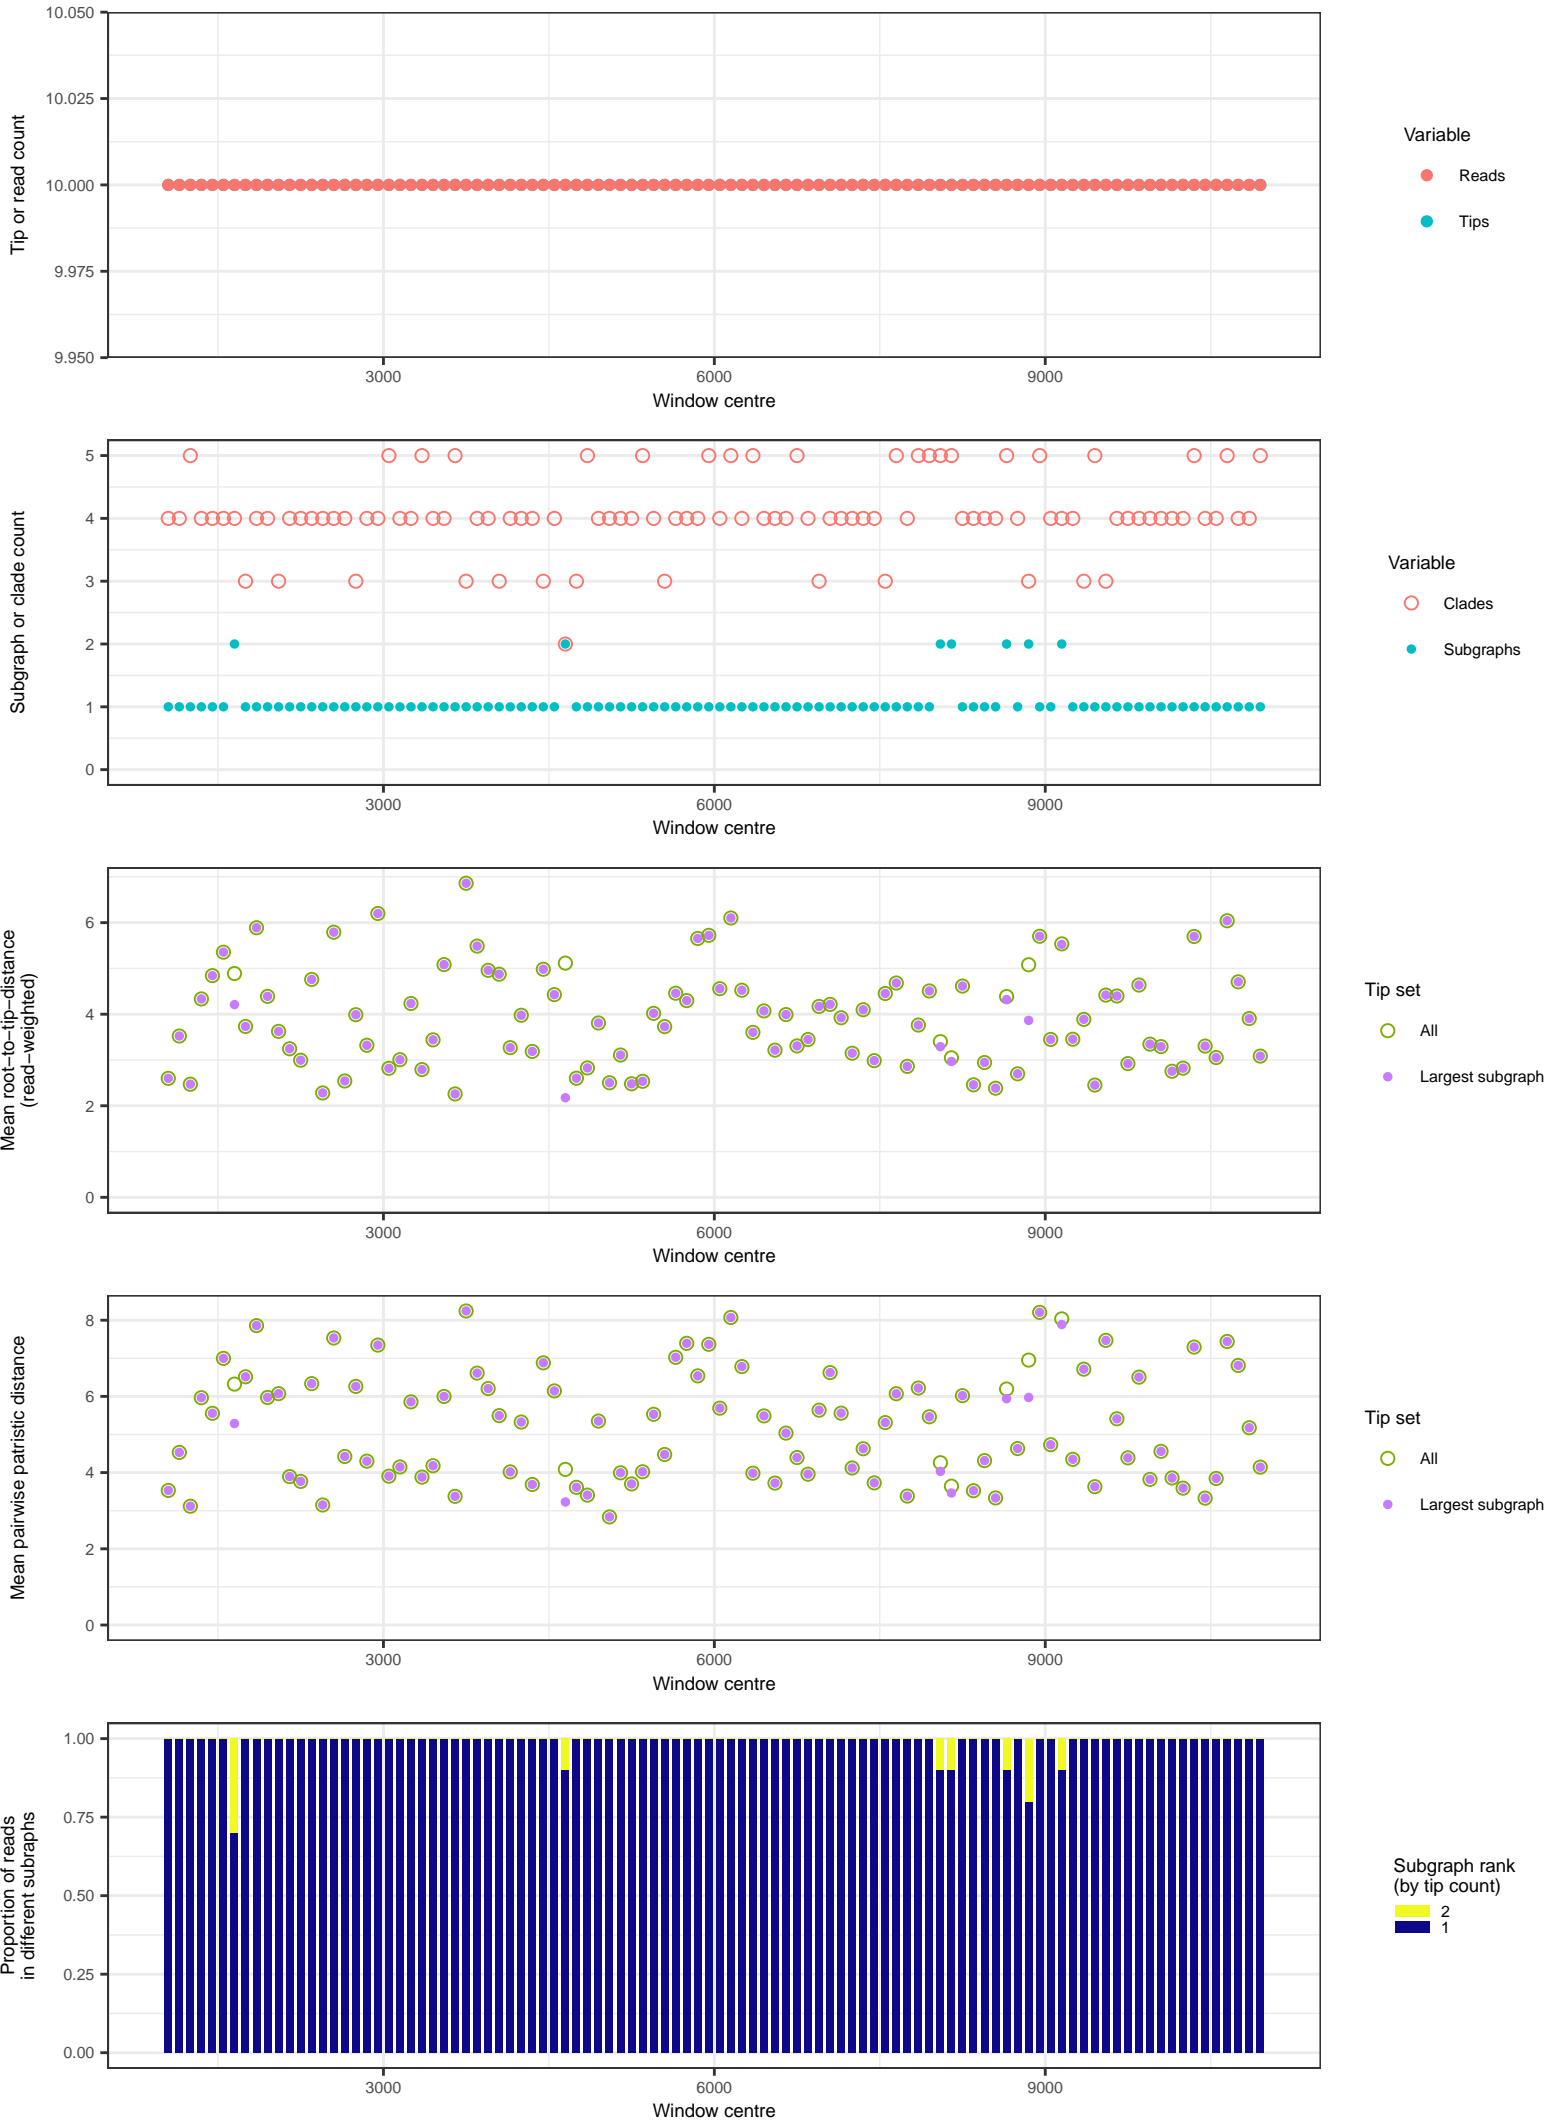 10.050
10.025
10.000
9.975
9.950
Tip or read count
3000
6000
9000
Window centre
Variable
Reads
Tips
5
4
3
2
1
0
Subgraph or clade count
3000
6000
9000
Window centre
Variable
Clades
Subgraphs
6
4
2
0
Mean root−to−tip−distance
(read−weighted)
3000
6000
9000
Window centre
Tip set
All
Largest subgraph
8
6
4
2
0
Mean pairwise patristic distance
3000
6000
9000
Window centre
Tip set
All
Largest subgraph
1.00
0.75
0.50
0.25
0.00
Proportion of reads
in different subraphs
3000
6000
9000
Window centre
Subgraph rank
(by tip count)
2
1